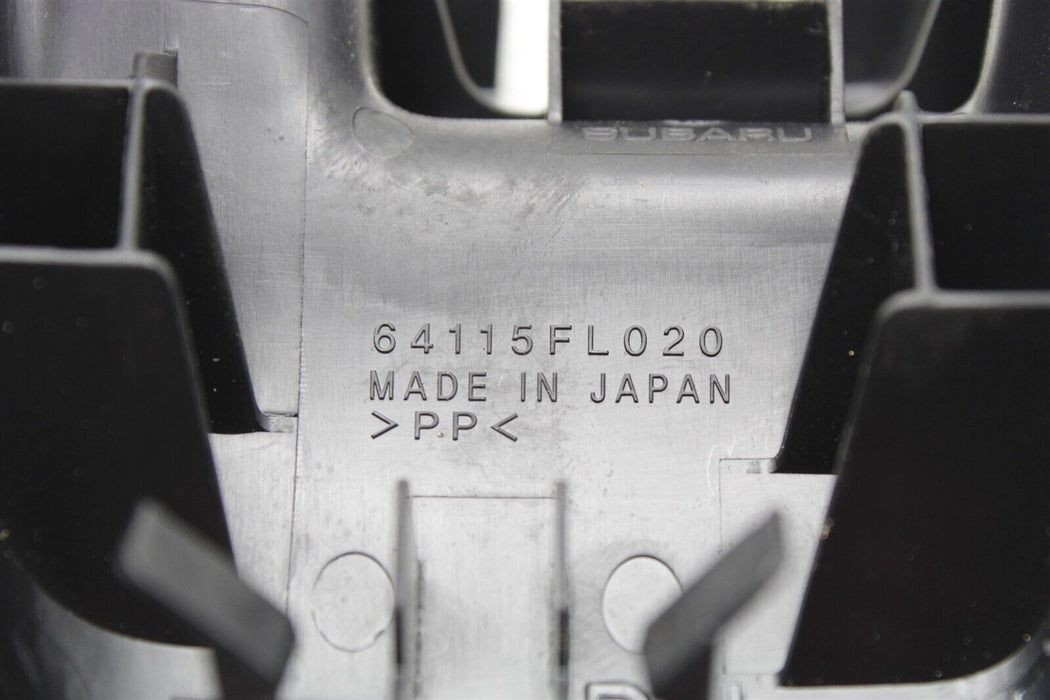 SUBARU
64115FL020
MADE IN JAPAN
>PP<